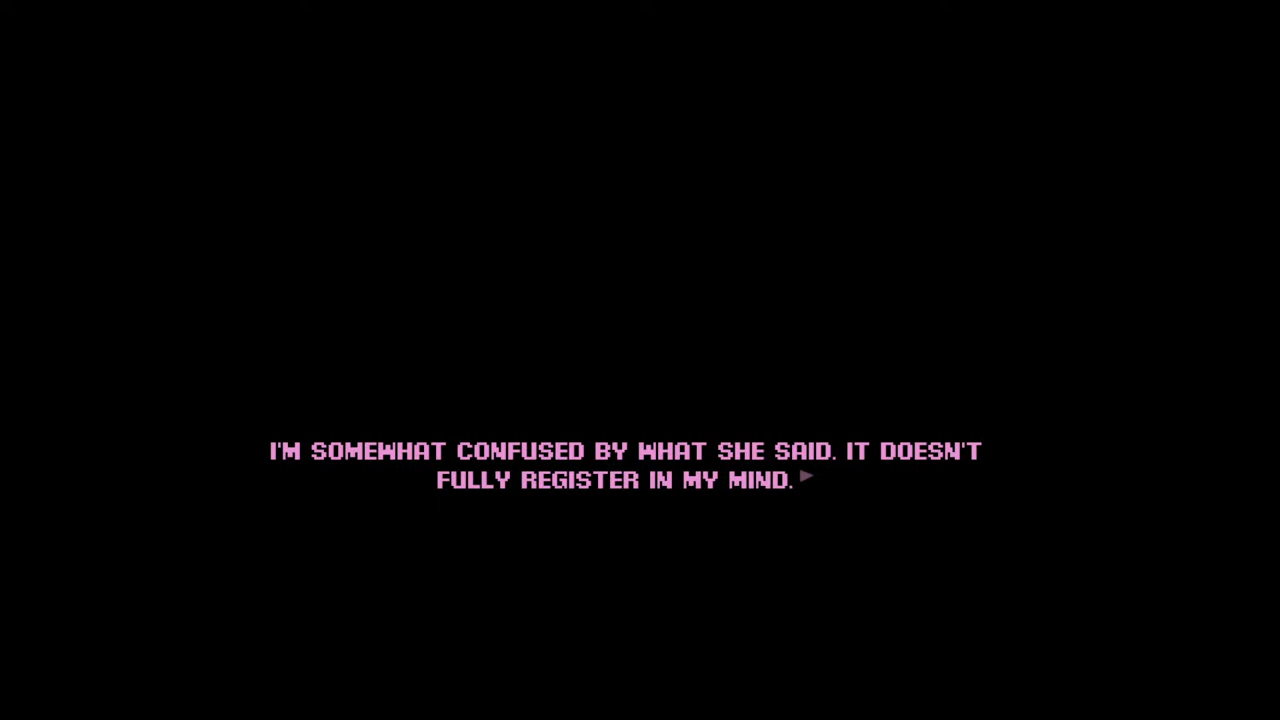 I'M SOMEWHAT CONFUSED BY WHAT SHE SAID. IT DOESN'T
FULLY REGISTER IN MY MIND.